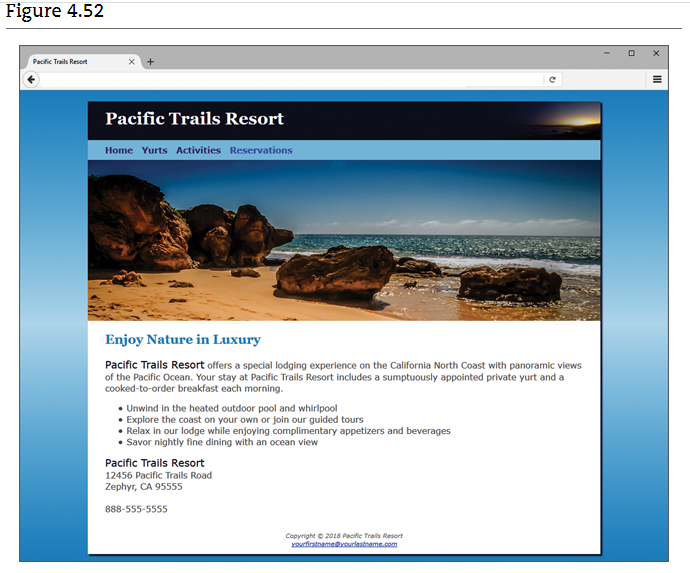 Figure 4.52
Pacific Trails Resort
Pacific Trails Resort
Home Yurts Activities Reservations
Enjoy Nature in Luxury
Pacific Trails Resort offers a special lodging experience on the California North Coast with panoramic views
of the Pacific Ocean. Your stay at Pacific Trails Resort includes a sumptuously appointed private yurt and a
cooked-to-order breakfast each morning.
• Unwind in the heated outdoor pool and whirlpool
• Explore the coast on your own or join our guided tours
• Relax in our lodge while enjoying complimentary appetizers and beverages
• Savor nightly fine dining with an ocean view
Pacific Trails Resort
12456 Pacific Trails Road
Zephyr, CA 95555
888-555-5555
Copyright © 2018 Pacific Trails Resort
yourfirstname@yourlastname.com